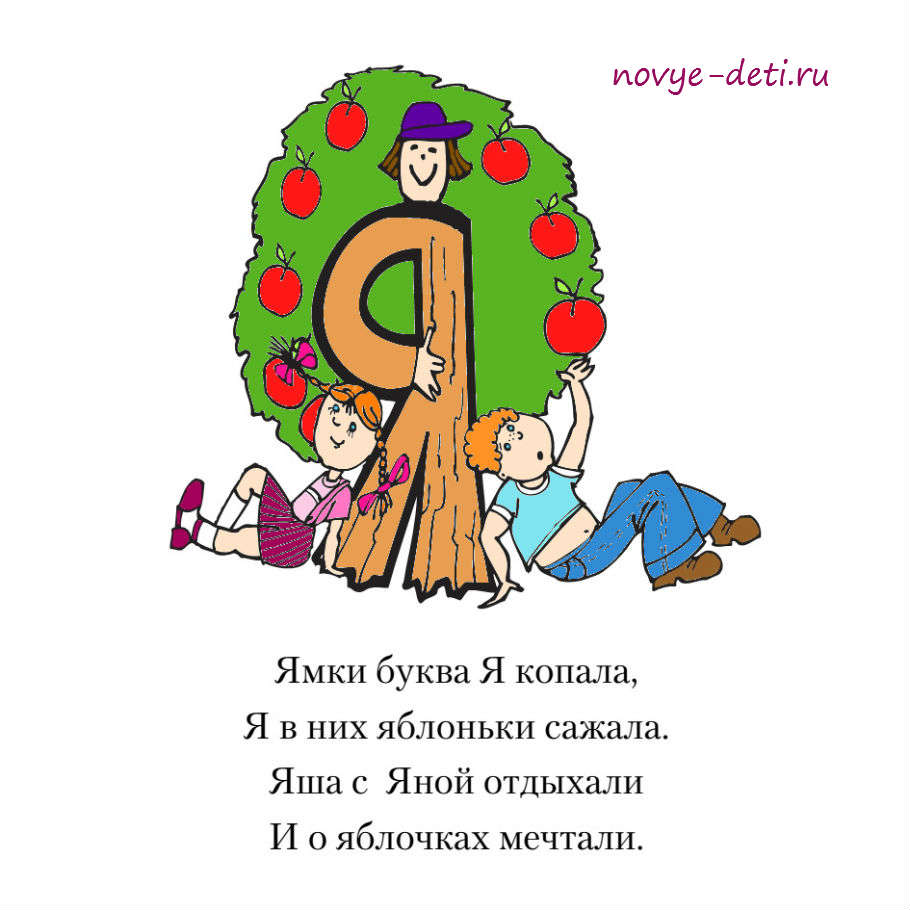 novye-deti.ru
Ямки буква Я копала,
Я в них яблоньки сажала.
Яша с Яной отдыхали
И о яблочках мечтали.